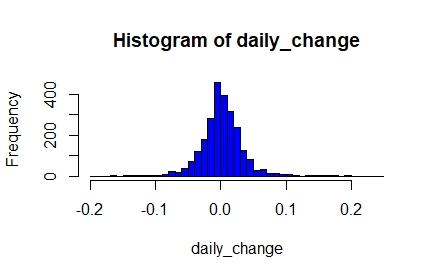 Histogram of daily_change
Frequency
400
200
0
-0.2 -0.1 0.0 0.1 0.2
daily_change